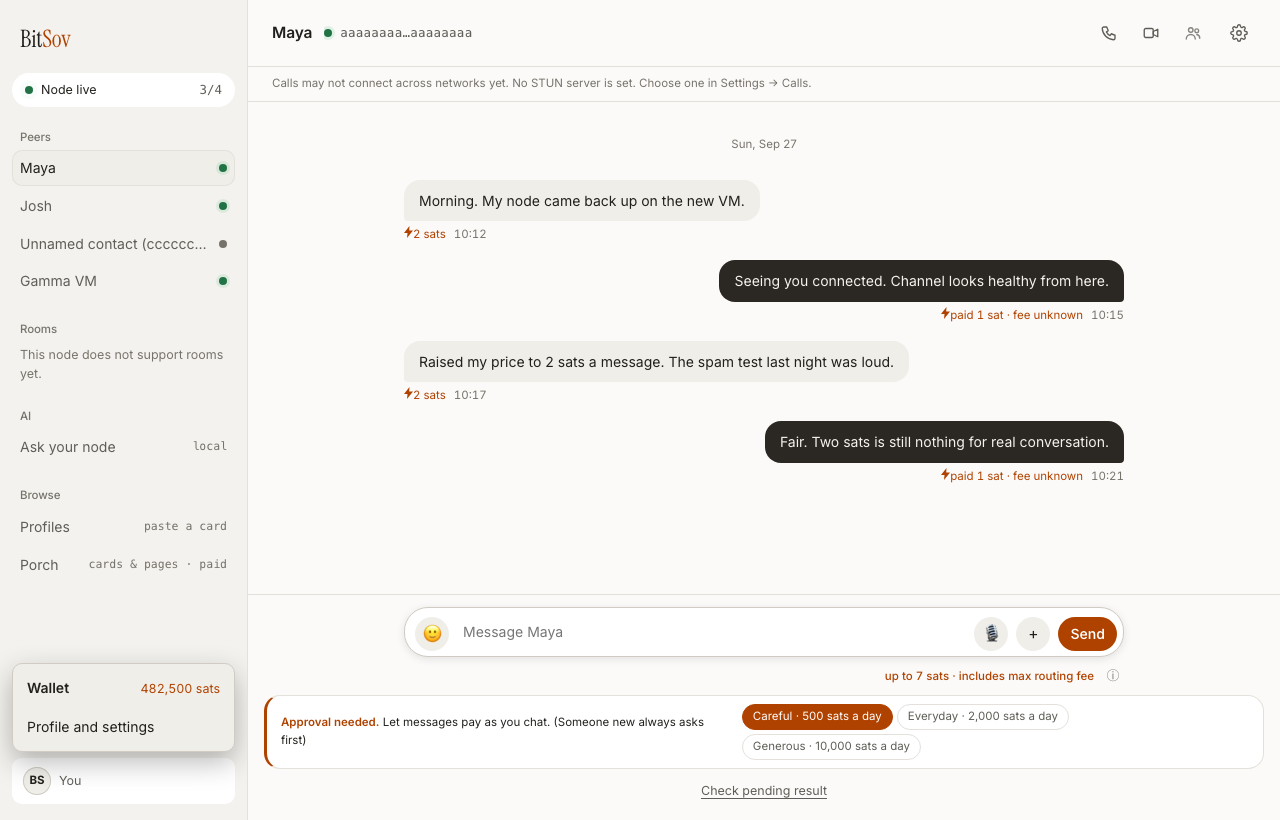 BitSov
Node live 3/4
Peers
Maya
Josh
Unnamed contact (cccccc...
Gamma VM
Rooms
This node does not support rooms
yet.
AI
Ask your node local
Browse
Profiles paste a card
Porch cards & pages · paid
Wallet 482,500 sats
Profile and settings
BS You
Maya aaaaaaaa…aaaaaaaa
Calls may not connect across networks yet. No STUN server is set. Choose one in Settings → Calls.
Sun, Sep 27
Morning. My node came back up on the new VM.
2 sats 10:12
Seeing you connected. Channel looks healthy from here.
paid 1 sat · fee unknown 10:15
Raised my price to 2 sats a message. The spam test last night was loud.
2 sats 10:17
Fair. Two sats is still nothing for real conversation.
paid 1 sat · fee unknown 10:21
Message Maya + Send
up to 7 sats · includes max routing fee ⓘ
Approval needed. Let messages pay as you chat. (Someone new always asks
first)
Careful · 500 sats a day Everyday · 2,000 sats a day
Generous · 10,000 sats a day
Check pending result